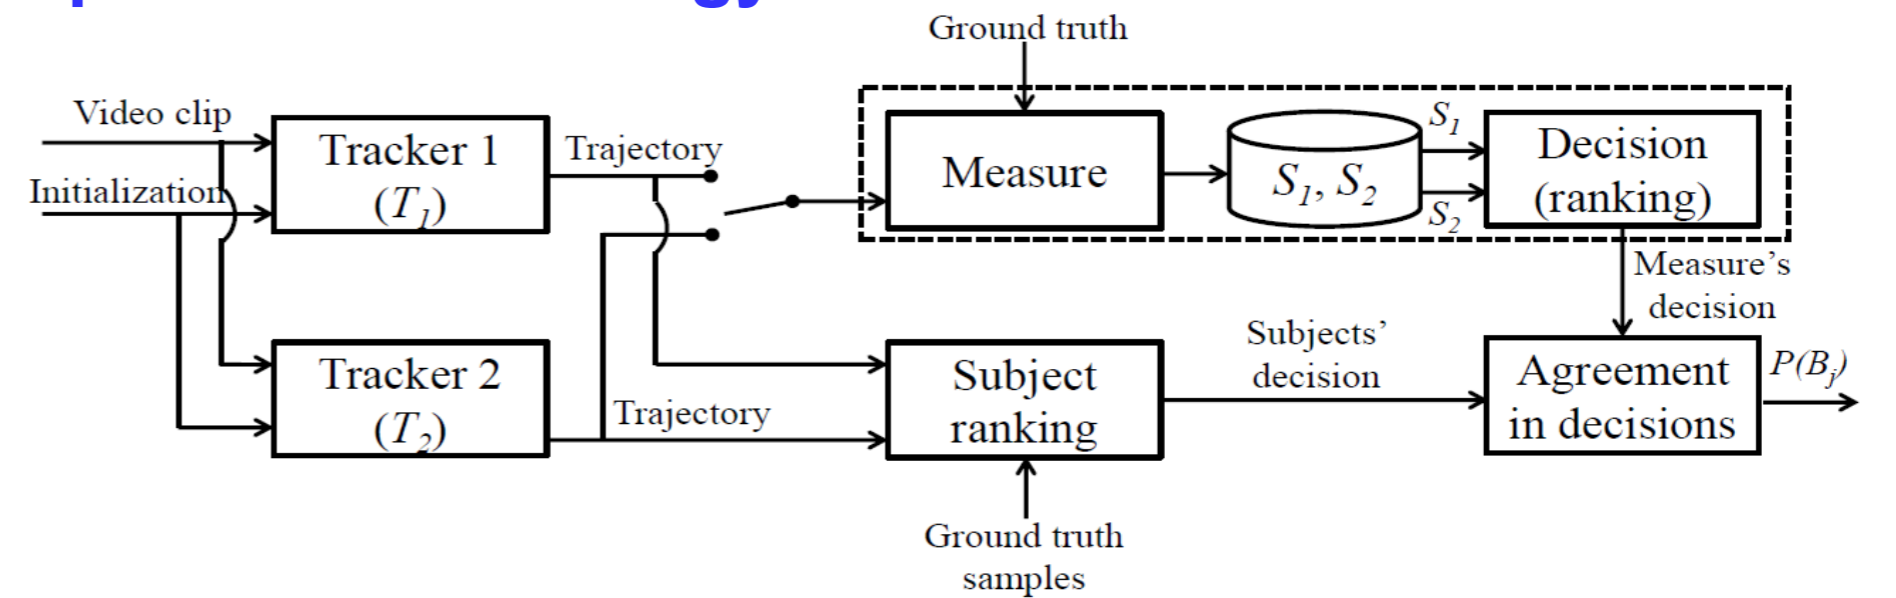 Ground truth
Video clip
Initialization
Tracker 1
(T1)
Trajectory
Measure
S1, S2
S1
S2
Decision
(ranking)
Measure's
decision
Tracker 2
(T2)
Trajectory
Subject
ranking
Subjects'
decision
Agreement
in decisions
P(Bj)
Ground truth
samples